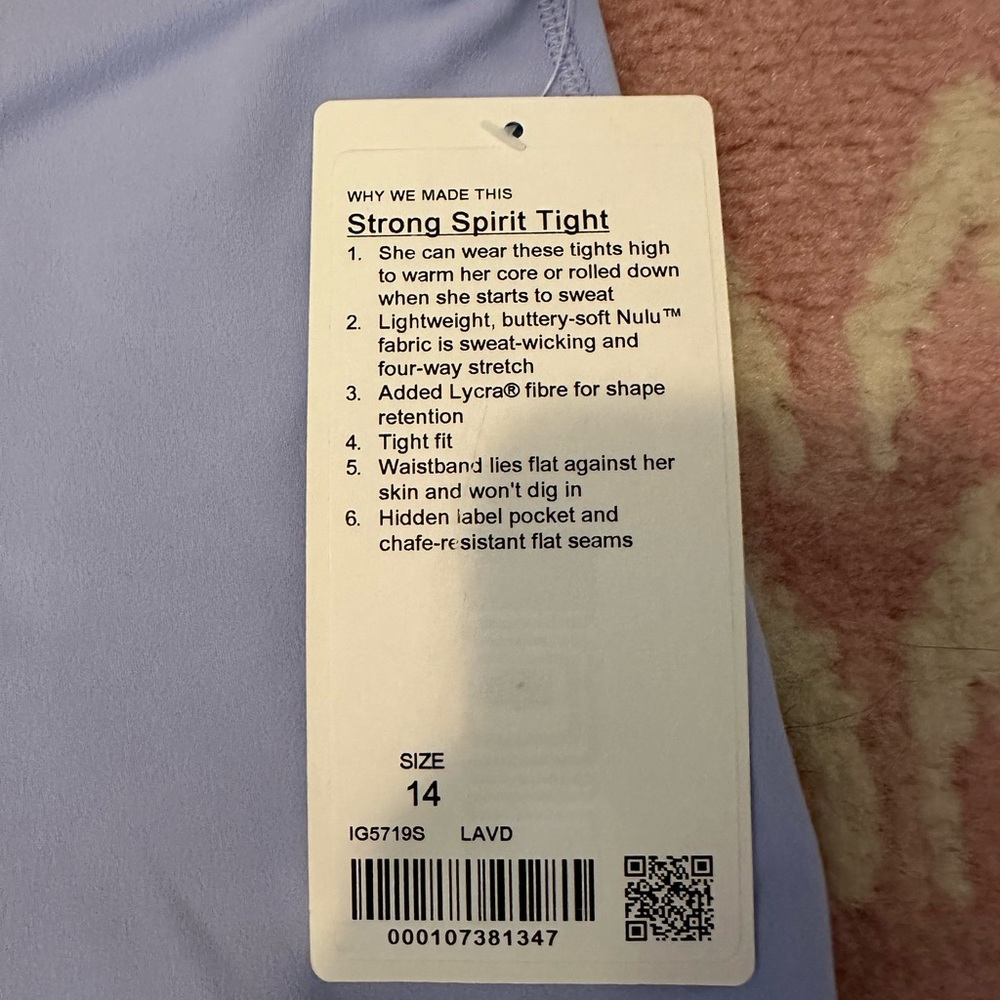 WHY WE MADE THIS
Strong Spirit Tight
1. She can wear these tights high
to warm her core or rolled down
when she starts to sweat
2. Lightweight, buttery-soft Nulu™
fabric is sweat-wicking and
four-way stretch
3. Added Lycra® fibre for shape
retention
4. Tight fit
5. Waistband lies flat against her
skin and won't dig in
6. Hidden label pocket and
chafe-resistant flat seams
SIZE
14
IG5719S LAVD
000107381347